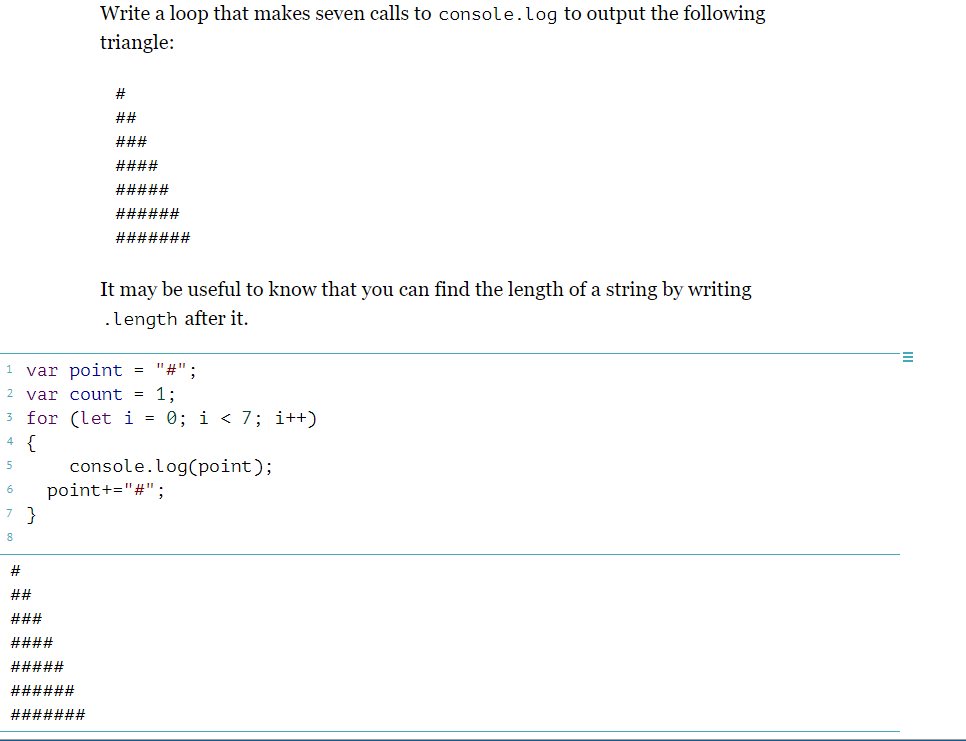 Write a loop that makes seven calls to console.log to output the following
triangle:
#
##
###
####
#####
######
#######
It may be useful to know that you can find the length of a string by writing
.length after it.
1 var point = "#";
2 var count = 1;
3 for (let i = 0; i < 7; i++)
4 {
5     console.log(point);
6   point+="#";
7 }
8
#
##
###
####
#####
######
#######